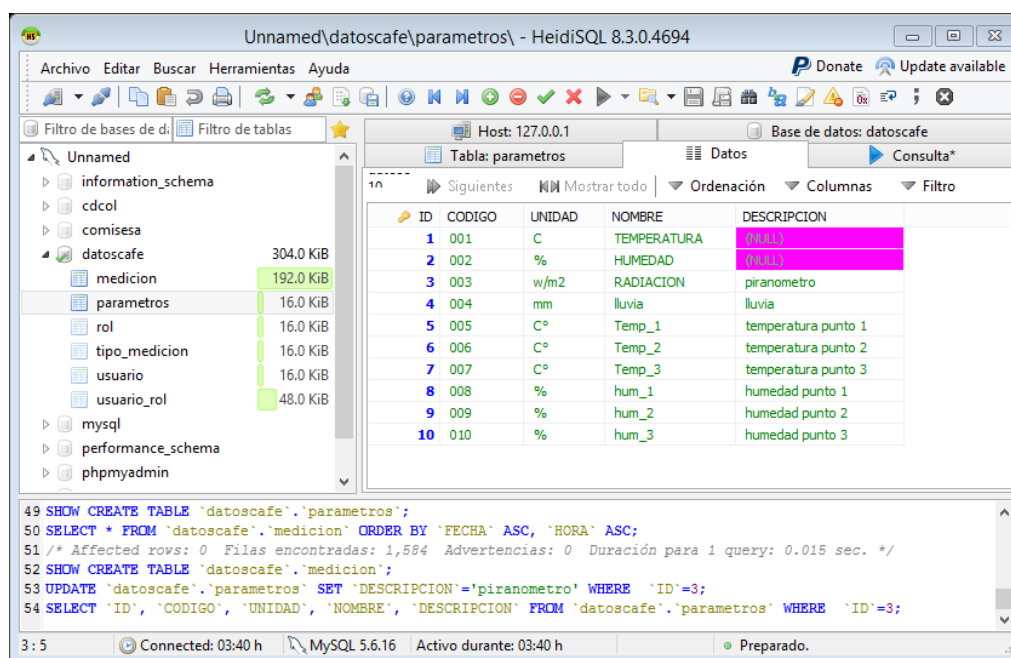 HS
Unnamed\datoscafe\parametros\ - HeidiSQL 8.3.0.4694
Archivo Editar Buscar Herramientas Ayuda Donate Update available
Filtro de bases de da Filtro de tablas
Host: 127.0.0.1 Base de datos: datoscafe
Tabla: parametros Datos Consulta*
10 Siguientes Mostrar todo Ordenación Columnas Filtro
Unnamed
information_schema
cdcol
comisesa
datoscafe 304.0 KiB
medicion 192.0 KiB
parametros 16.0 KiB
rol 16.0 KiB
tipo_medicion 16.0 KiB
usuario 16.0 KiB
usuario_rol 48.0 KiB
mysql
performance_schema
phpmyadmin
ID CODIGO UNIDAD NOMBRE DESCRIPCION
1 001 C TEMPERATURA (NULL)
2 002 % HUMEDAD (NULL)
3 003 w/m2 RADIACION piranometro
4 004 mm lluvia lluvia
5 005 C° Temp_1 temperatura punto 1
6 006 C° Temp_2 temperatura punto 2
7 007 C° Temp_3 temperatura punto 3
8 008 % hum_1 humedad punto 1
9 009 % hum_2 humedad punto 2
10 010 % hum_3 humedad punto 3
49 SHOW CREATE TABLE `datoscafe`.`parametros`;
50 SELECT * FROM `datoscafe`.`medicion` ORDER BY `FECHA` ASC, `HORA` ASC;
51 /* Affected rows: 0 Filas encontradas: 1,584 Advertencias: 0 Duración para 1 query: 0.015 sec. */
52 SHOW CREATE TABLE `datoscafe`.`medicion`;
53 UPDATE `datoscafe`.`parametros` SET `DESCRIPCION`='piranometro' WHERE `ID`=3;
54 SELECT `ID`, `CODIGO`, `UNIDAD`, `NOMBRE`, `DESCRIPCION` FROM `datoscafe`.`parametros` WHERE `ID`=3;
3 : 5 Connected: 03:40 h MySQL 5.6.16 Activo durante: 03:40 h Preparado.